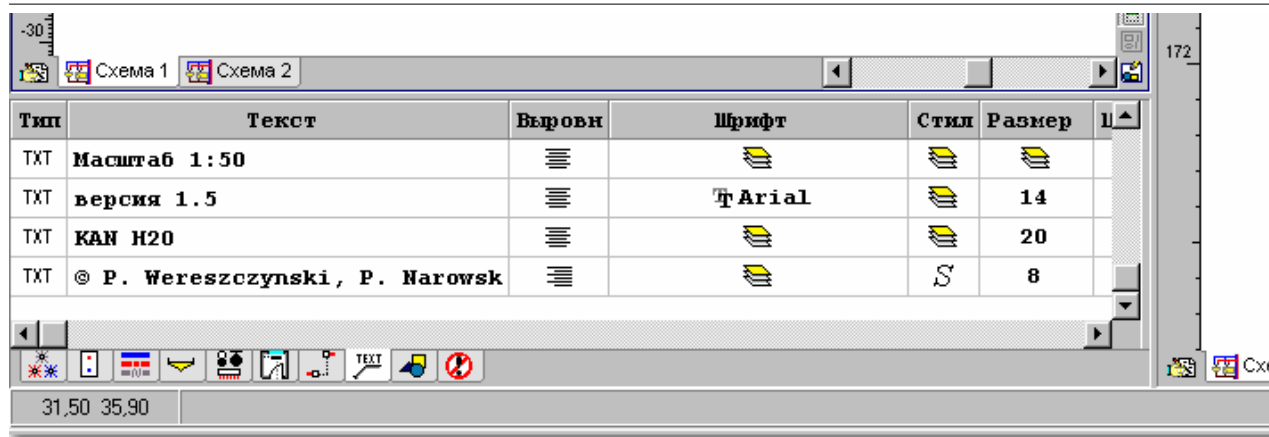 -30
172
Схема 1 Схема 2
Тип Текст Выровн Шрифт Стил Размер
TXT Масштаб 1:50
TXT версия 1.5 Arial 14
TXT KAN H20 20
TXT © P. Wereszczynski, P. Narowsk S 8
TEXT
Схе
31,50 35,90